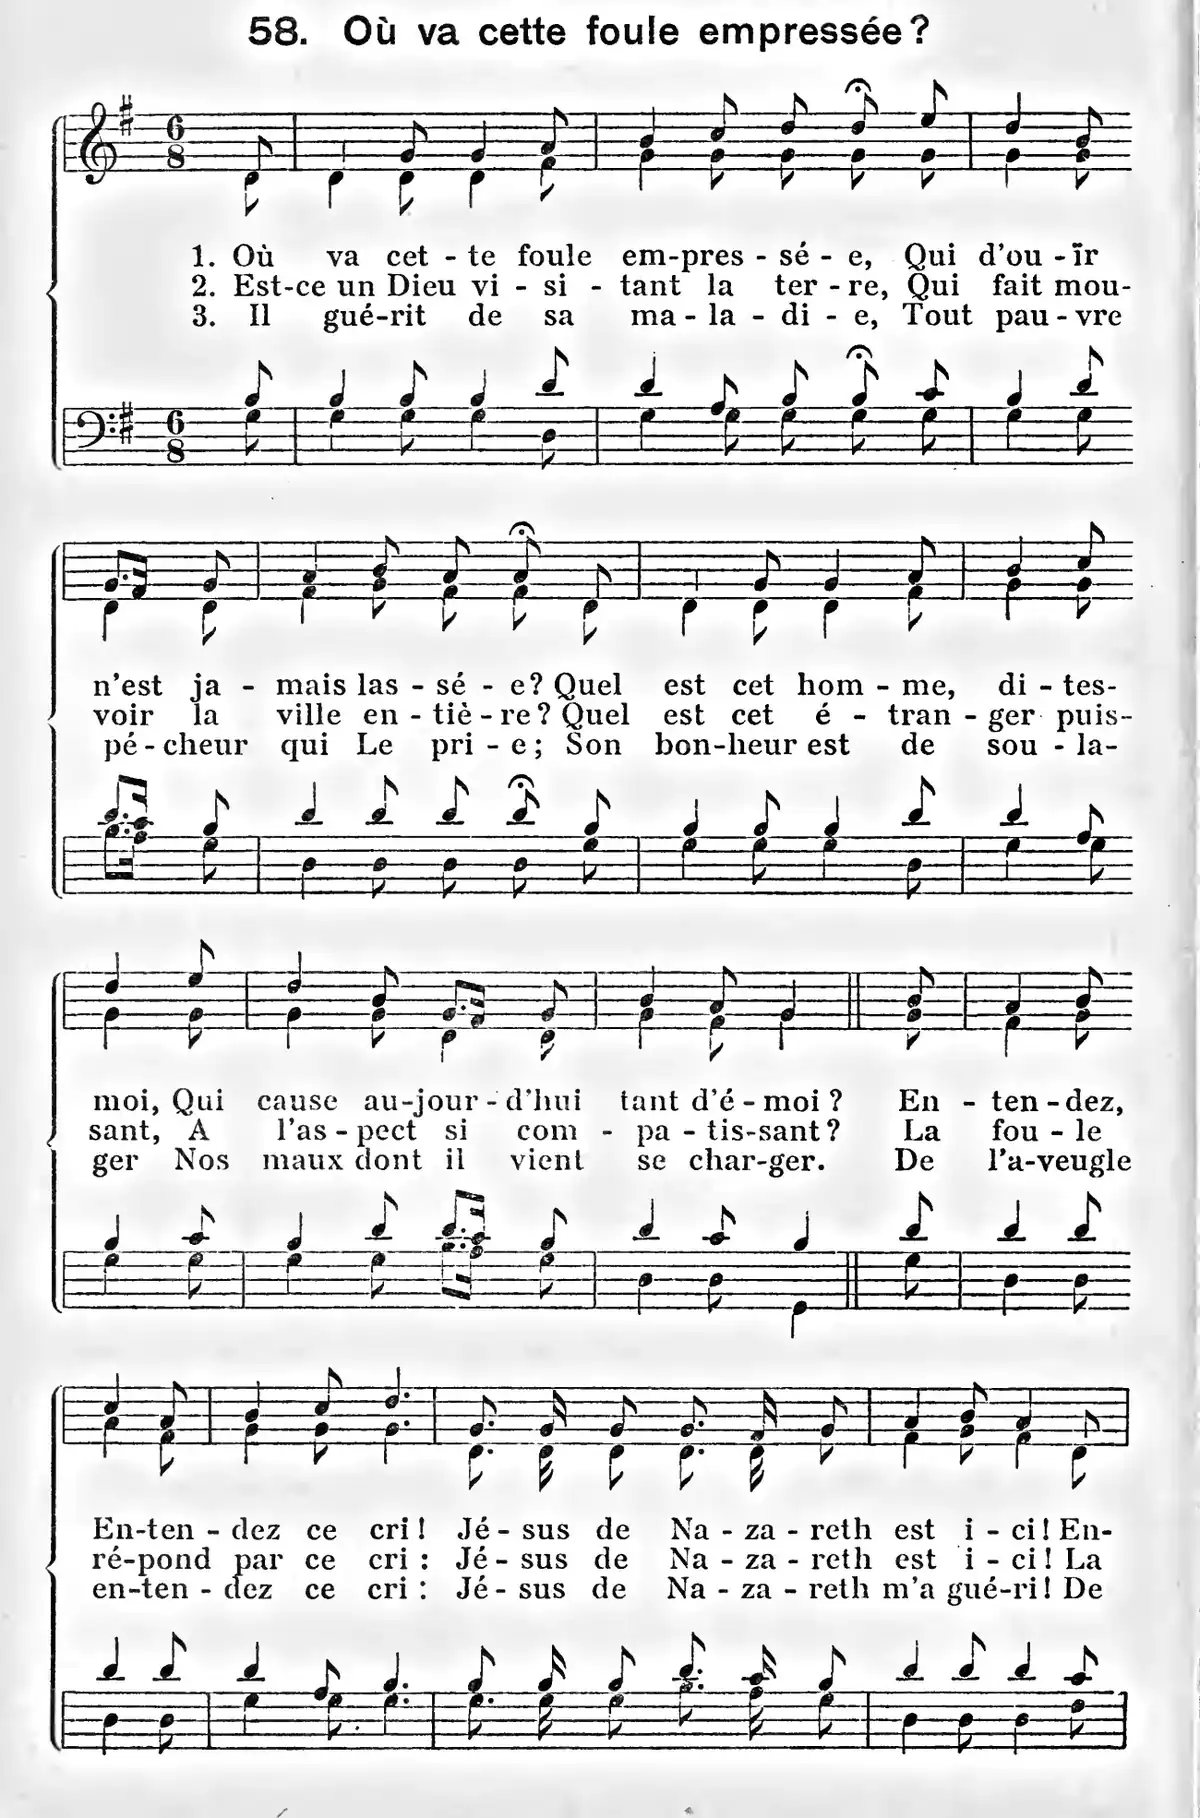 58. Où va cette foule empressée?
6
8
1. Où va cet - te foule em-pres - sé - e, Qui d'ou - ïr
2. Est-ce un Dieu vi - si - tant la ter - re, Qui fait mou-
3. Il gué-rit de sa ma - la - di - e, Tout pau - vre
6
8
n'est ja - mais las - sé - e? Quel est cet hom - me, di - tes-
voir la ville en - tiè - re? Quel est cet é - tran - ger puis-
pé - cheur qui Le pri - e; Son bon-heur est de sou - la-
moi, Qui cause au-jour - d'hui tant d'é - moi? En - ten - dez,
sant, A l'as - pect si com - pa - tis-sant? La fou - le
ger Nos maux dont il vient se char-ger. De l'a-veugle
En-ten - dez ce cri! Jé - sus de Na - za - reth est i - ci! En-
ré-pond par ce cri : Jé - sus de Na - za - reth est i - ci! La
en-ten - dez ce cri : Jé - sus de Na - za - reth m'a gué-ri! De